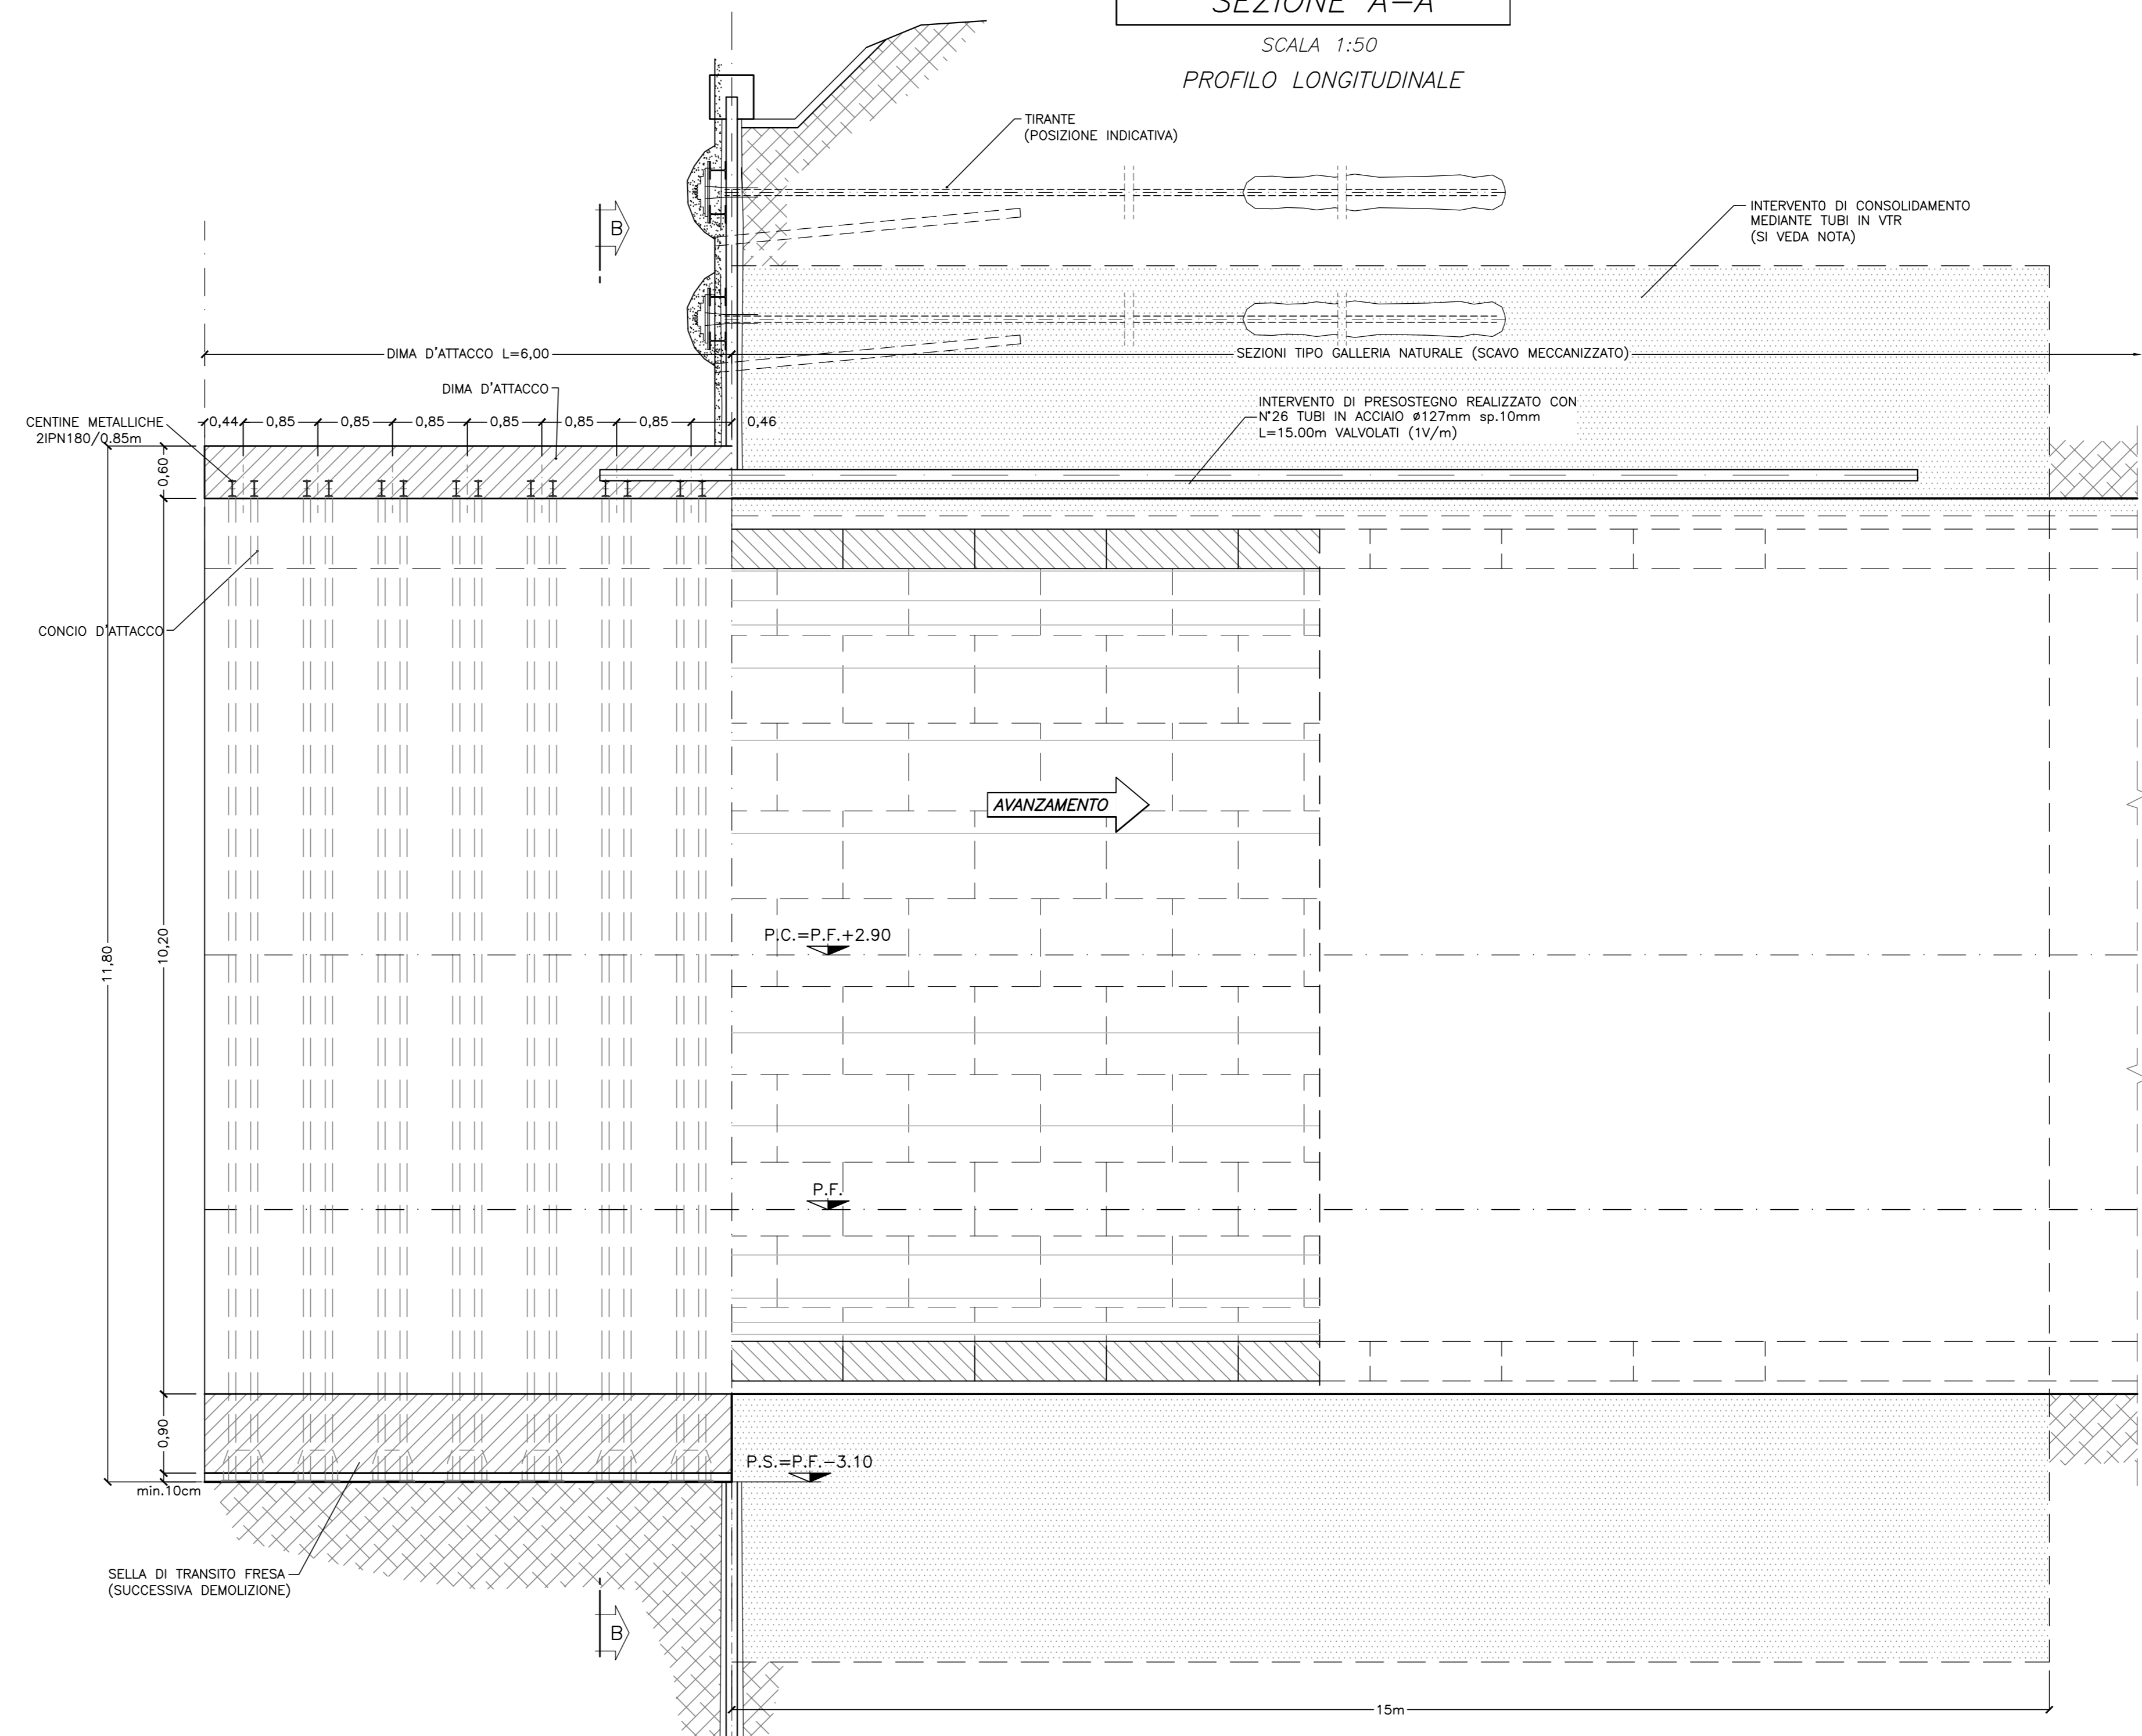 SEZIONE A-A
SCALA 1:50
PROFILO LONGITUDINALE
TIRANTE
(POSIZIONE INDICATIVA)
B
INTERVENTO DI CONSOLIDAMENTO
MEDIANTE TUBI IN VTR
(SI VEDA NOTA)
DIMA D'ATTACCO L=6,00
SEZIONI TIPO GALLERIA NATURALE (SCAVO MECCANIZZATO)
DIMA D'ATTACCO
INTERVENTO DI PRESOSTEGNO REALIZZATO CON
N°26 TUBI IN ACCIAIO ø127mm sp.10mm
L=15.00m VALVOLATI (1V/m)
CENTINE METALLICHE
2IPN180/0.85m
0,44 0,85 0,85 0,85 0,85 0,85 0,85 0,46
0,60
CONCIO D'ATTACCO
AVANZAMENTO
P.C.=P.F.+2.90
11,80
10,20
P.F.
0,90
P.S.=P.F.-3.10
min.10cm
SELLA DI TRANSITO FRESA
(SUCCESSIVA DEMOLIZIONE)
B
15m